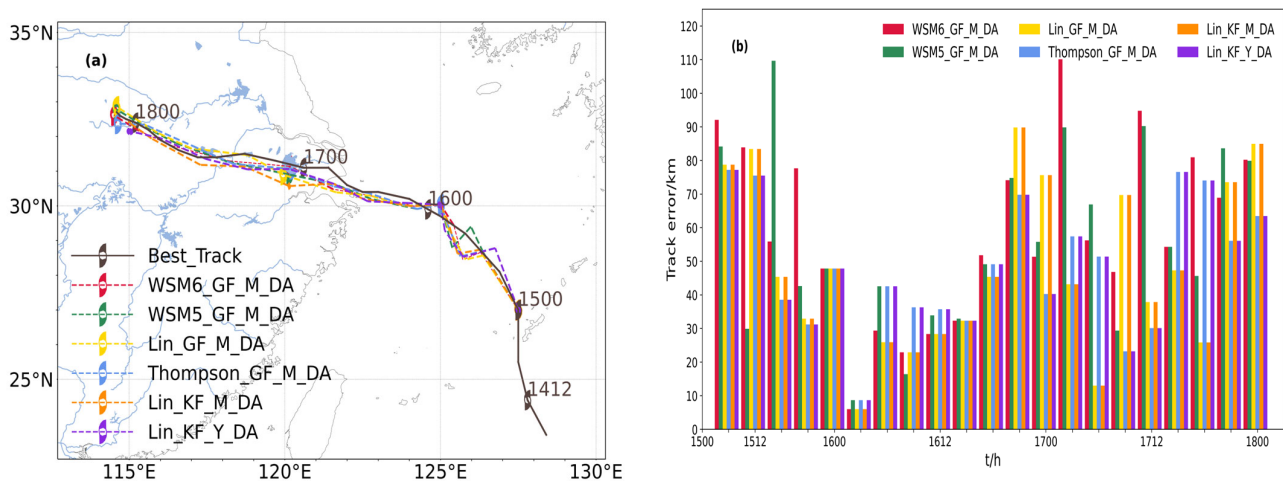 35°N
(a)
1800
1700
30°N
1600
Best_Track
WSM6_GF_M_DA
1500
WSM5_GF_M_DA
Lin_GF_M_DA
25°N
Thompson_GF_M_DA
1412
Lin_KF_M_DA
Lin_KF_Y_DA
115°E 120°E 125°E 130°E
(b)
WSM6_GF_M_DA Lin_GF_M_DA Lin_KF_M_DA
WSM5_GF_M_DA Thompson_GF_M_DA Lin_KF_Y_DA
Track error/km
120
110
100
90
80
70
60
50
40
30
20
10
0
1500 1512 1600 1612 1700 1712 1800
t/h